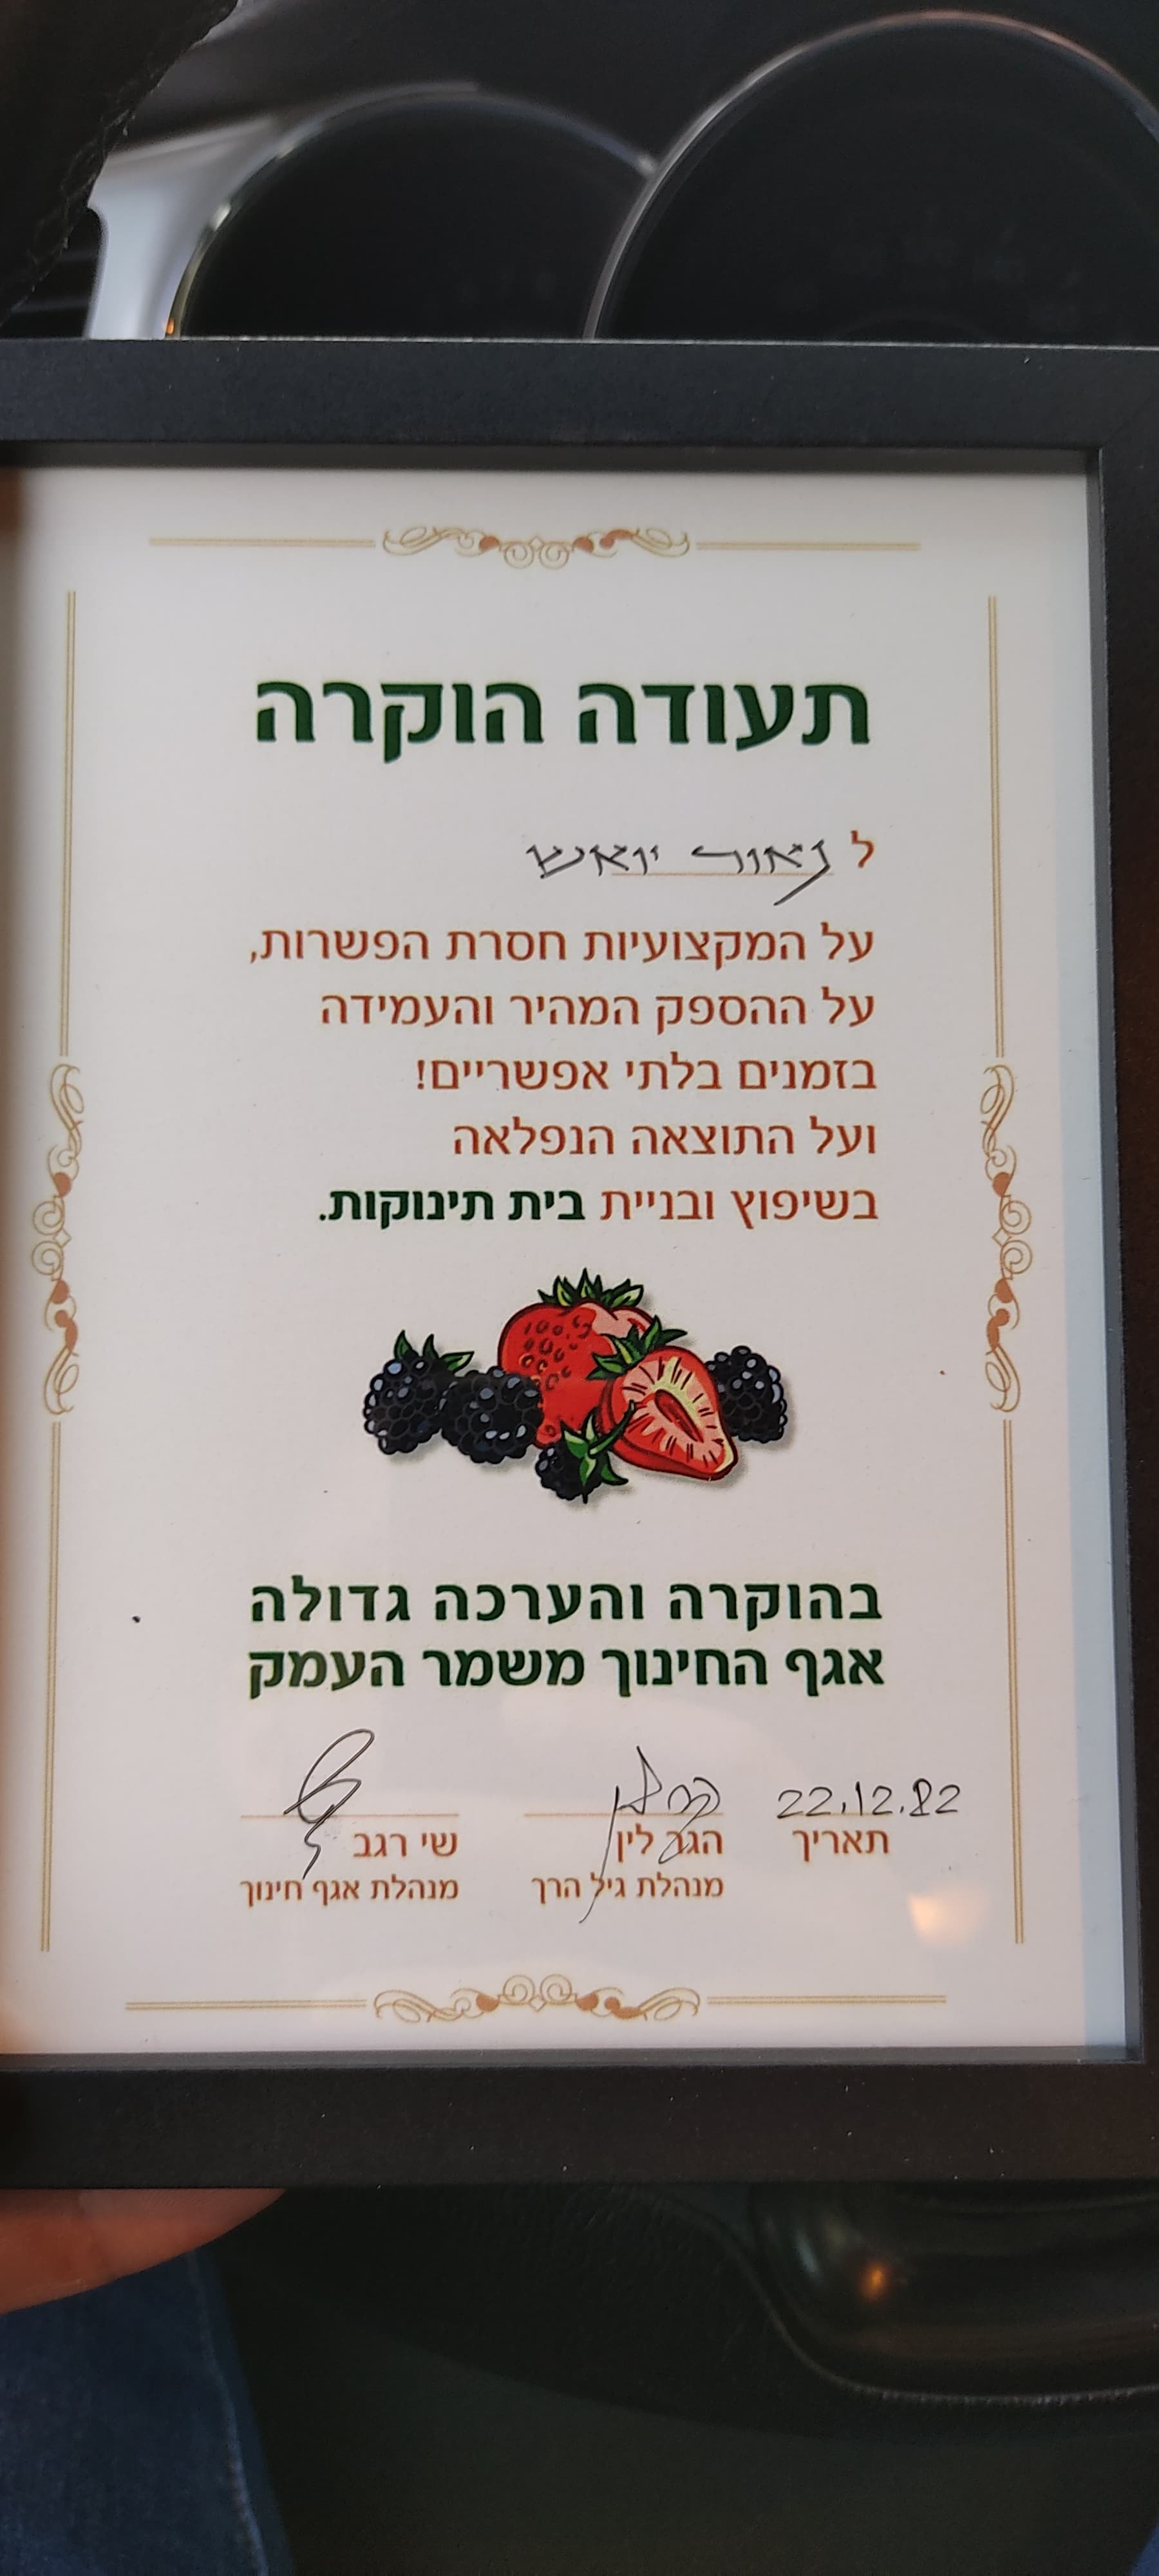 תעודה הוקרה
ל נאור יואש
על המקצועיות חסרת הפשרות,
על ההספק המהיר והעמידה
בזמנים בלתי אפשריים!
ועל התוצאה הנפלאה
בשיפוץ ובניית בית תינוקות.
בהוקרה והערכה גדולה
אגף החינוך משמר העמק
22.12.22
תאריך הגר לין שי רגב
מנהלת גיל הרך מנהלת אגף חינוך